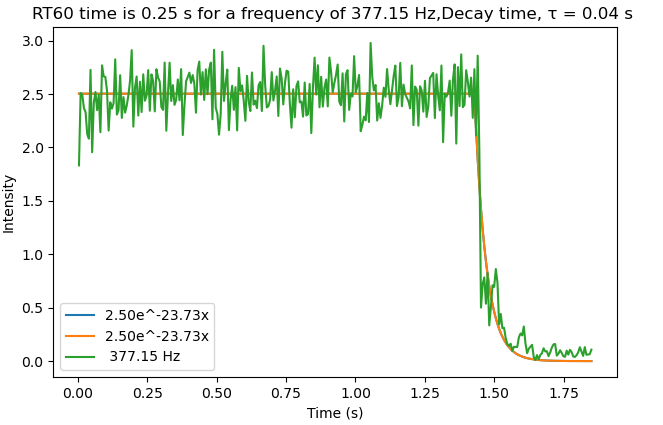 RT60 time is 0.25 s for a frequency of 377.15 Hz,Decay time, τ = 0.04 s
3.0
2.5
2.0
1.5
1.0
0.5
0.0
Intensity
2.50e^-23.73x
2.50e^-23.73x
377.15 Hz
0.00 0.25 0.50 0.75 1.00 1.25 1.50 1.75
Time (s)